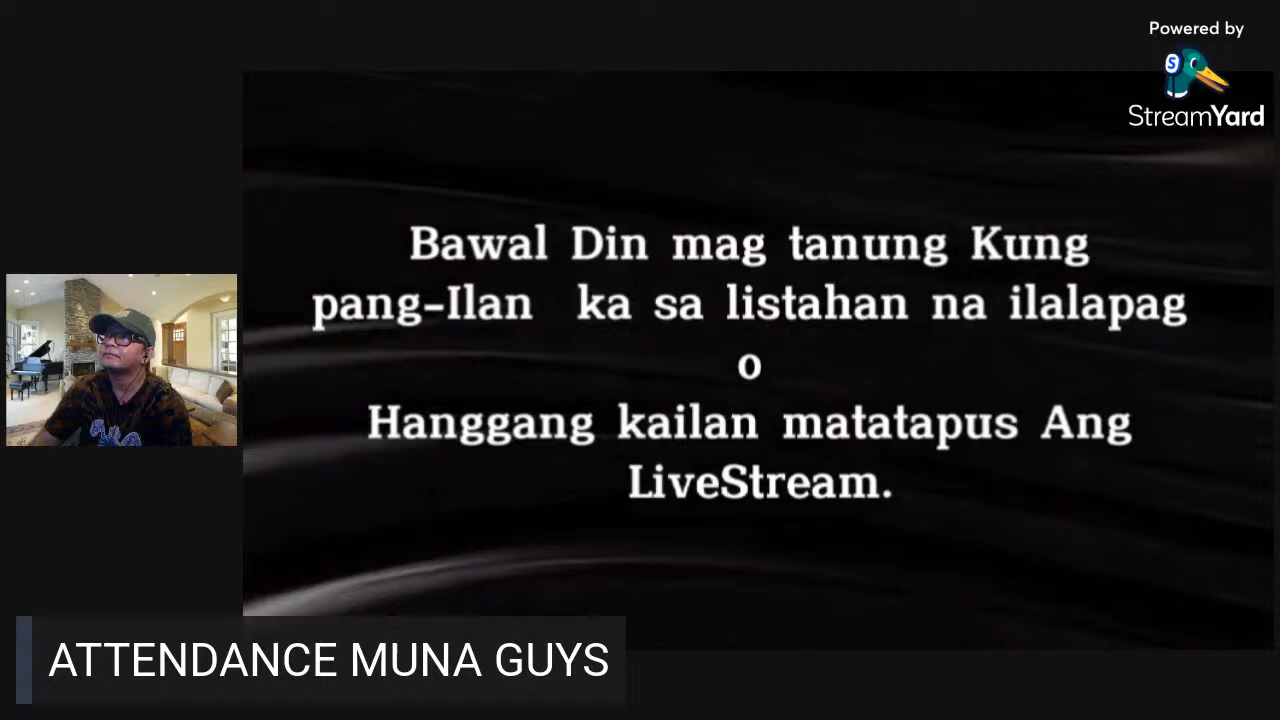 Powered by
StreamYard
Bawal Din mag tanung Kung
pang-Ilan ka sa listahan na ilalapag
o
Hanggang kailan matatapus Ang
LiveStream.
ATTENDANCE MUNA GUYS